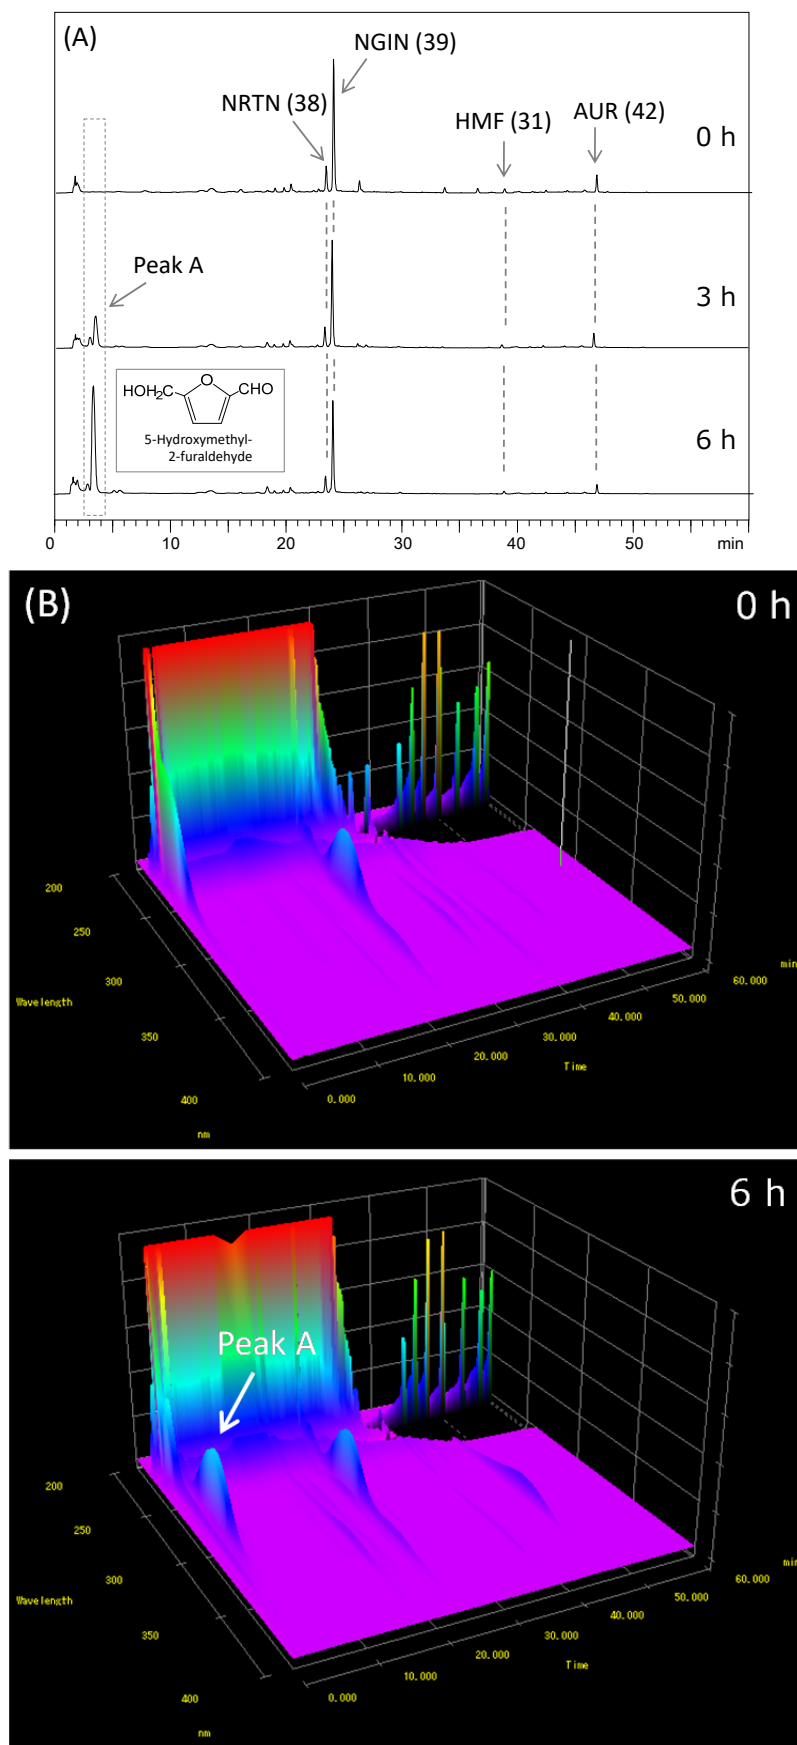 (A)
NGIN (39)
NRTN (38)
HMF (31)
AUR (42)
0 h
Peak A
3 h
HOH2C
O
CHO
5-Hydroxymethyl-
2-furaldehyde
6 h
0 10 20 30 40 50 min
(B)
0 h
200
250
300
350
400
Wavelength
nm
0.000
10.000
20.000
30.000
40.000
50.000
60.000
Time
min
6 h
Peak A
200
250
300
350
400
Wavelength
nm
0.000
10.000
20.000
30.000
40.000
50.000
60.000
Time
min